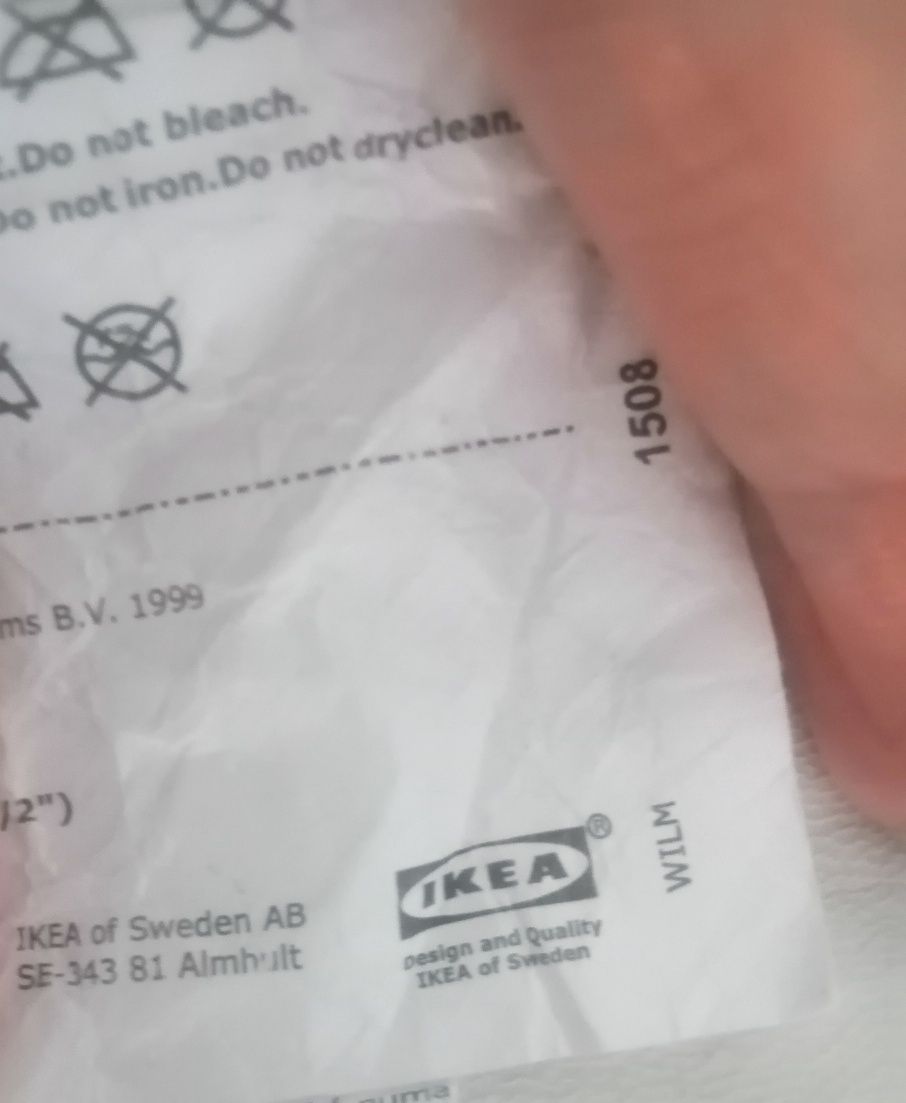 .Do not bleach.
Do not iron.Do not dryclean.
1508
B.V. 1999
/2")
IKEA®
WILM
IKEA of Sweden AB
SE-343 81 Almhult
Design and Quality
IKEA of Sweden